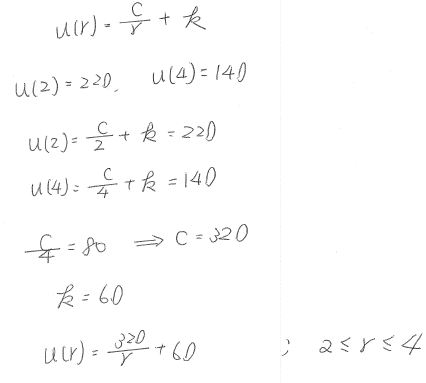 u(r) = C/r + k
u(2) = 220, u(4) = 140
u(2) = C/2 + k = 220
u(4) = C/4 + k = 140
C/4 = 80 ⟹ C = 320
k = 60
u(r) = 320/r + 60 ; 2 ≤ r ≤ 4